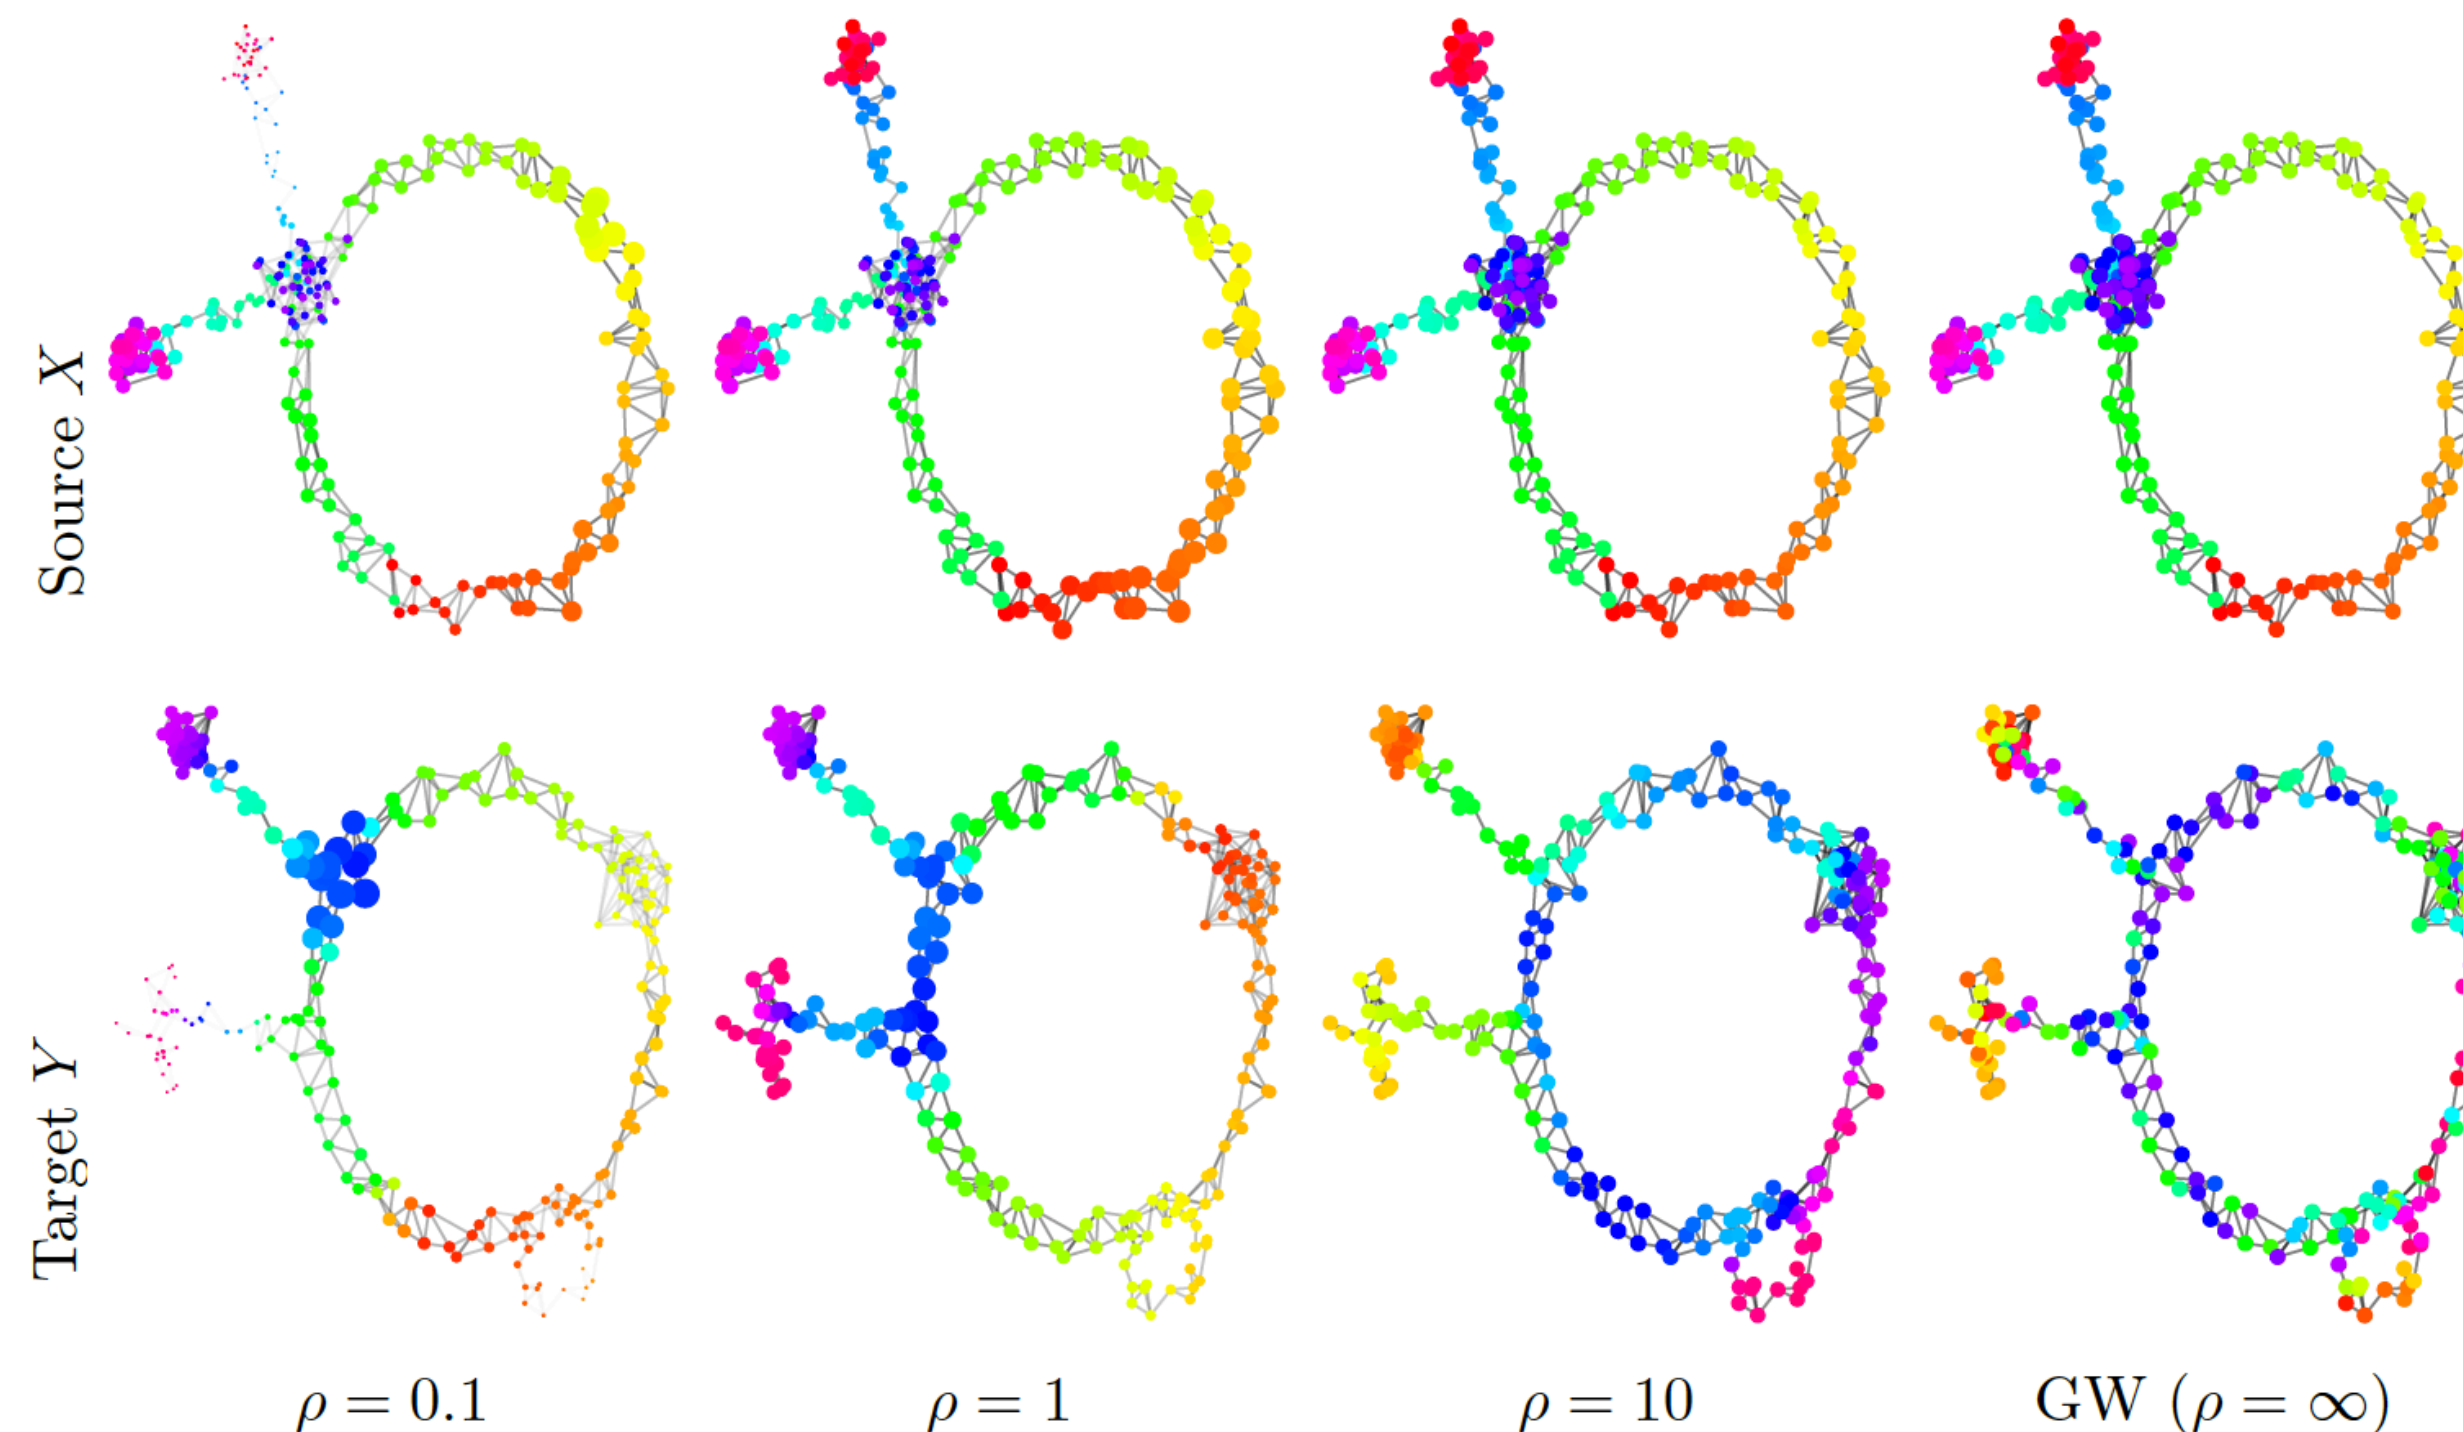 Source X
Target Y
ρ = 0.1
ρ = 1
ρ = 10
GW (ρ = ∞)